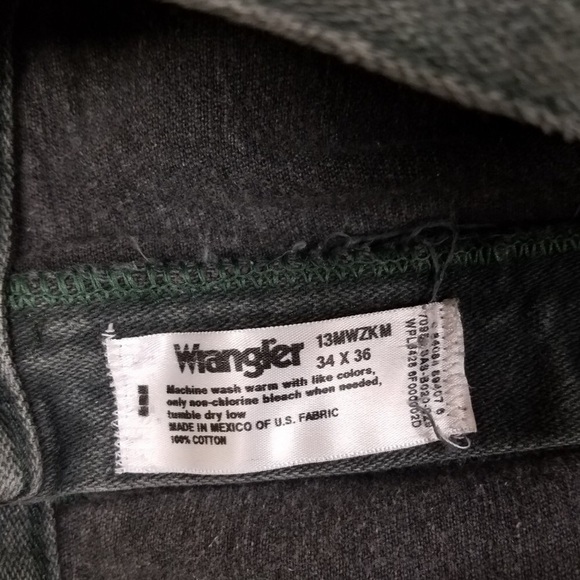 Wrangler 13MWZKM
34 X 36
Machine wash warm with like colors,
only non-chlorine bleach when needed,
tumble dry low
MADE IN MEXICO OF U.S. FABRIC
100% COTTON